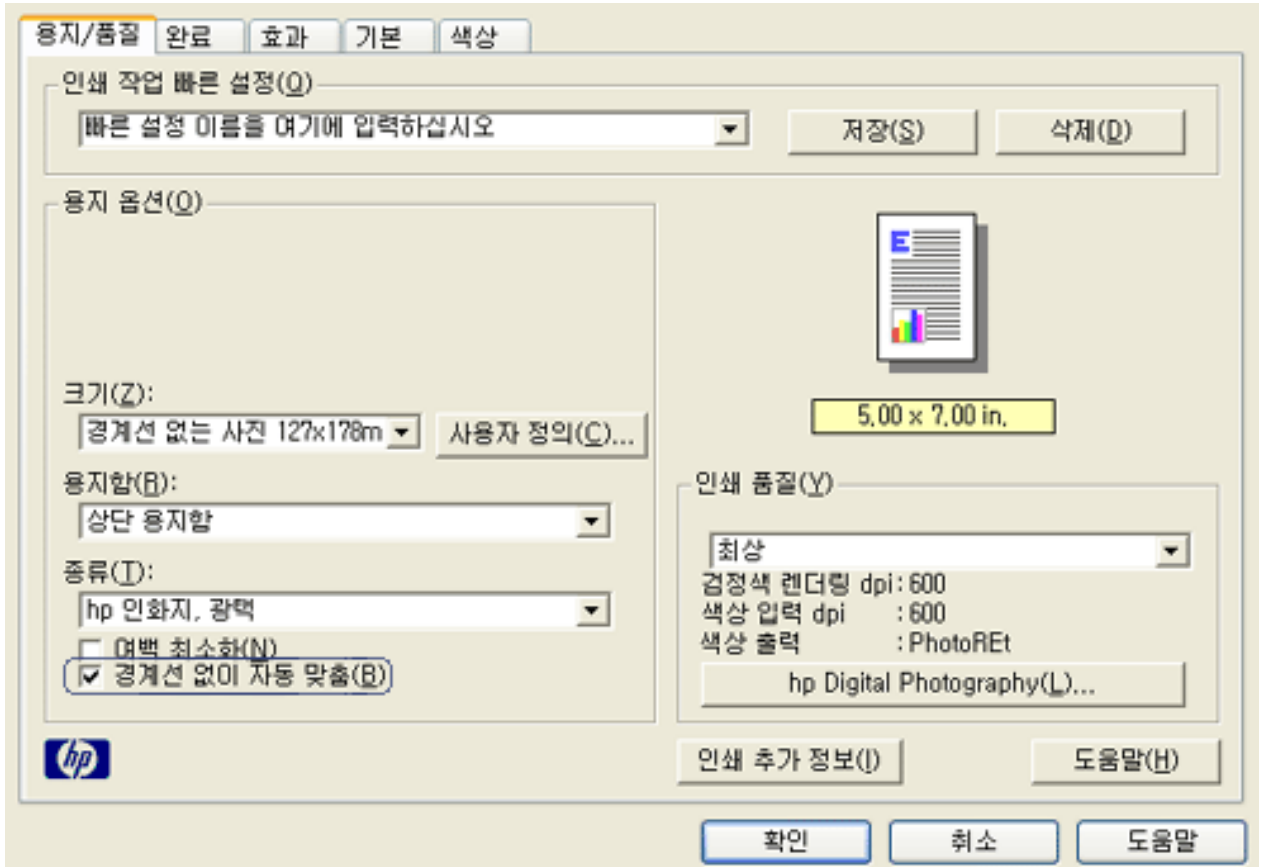 용지/품질 완료 효과 기본 색상
인쇄 작업 빠른 설정(Q)
빠른 설정 이름을 여기에 입력하십시오 저장(S) 삭제(D)
용지 옵션(O)
E
크기(Z):
경계선 없는 사진 127x178m 사용자 정의(C)...
5.00 x 7.00 in.
용지함(R):
상단 용지함
종류(T):
hp 인화지, 광택
여백 최소화(N)
경계선 없이 자동 맞춤(B)
인쇄 품질(Y)
최상
검정색 렌더링 dpi: 600
색상 입력 dpi : 600
색상 출력 : PhotoREt
hp Digital Photography(L)...
hp
인쇄 추가 정보(I) 도움말(H)
확인 취소 도움말